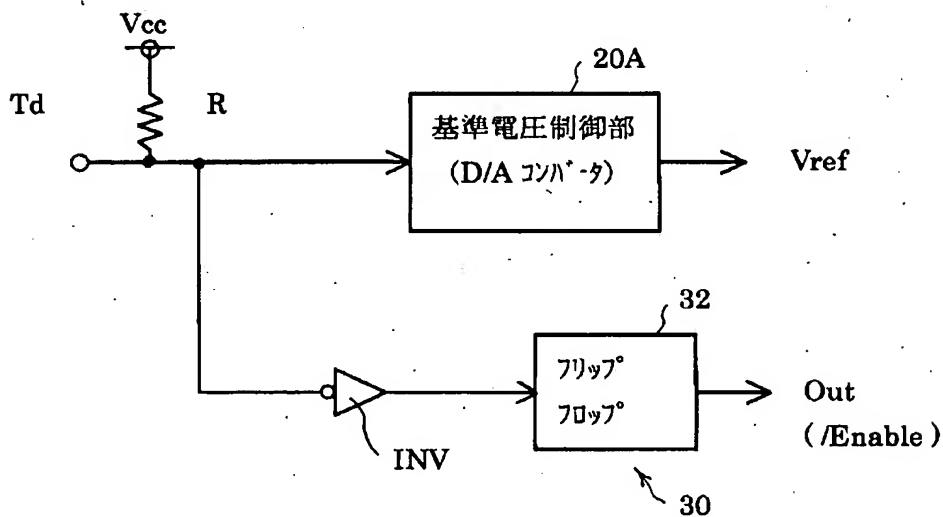 Vcc
20A
Td
R
基準電圧制御部
(D/A ｺﾝﾊﾞｰﾀ)
Vref
32
ﾌﾘｯﾌﾟ
ﾌﾛｯﾌﾟ
Out
(/Enable)
INV
30